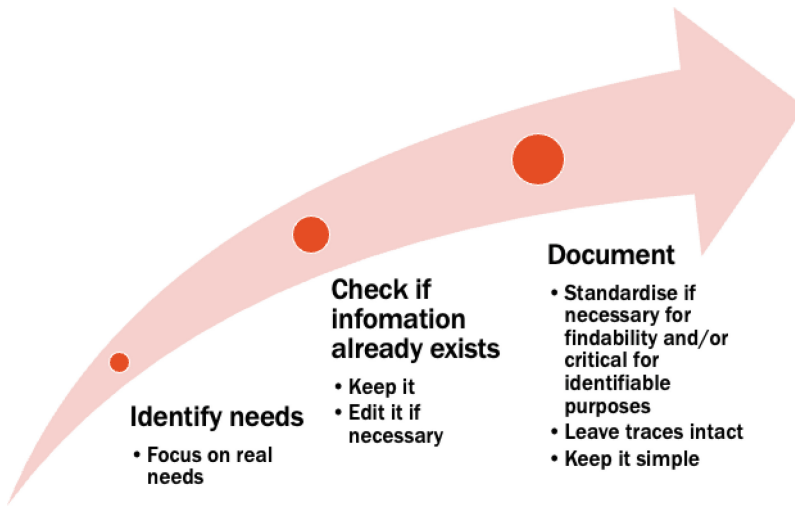 Identify needs
• Focus on real
needs
Check if
infomation
already exists
• Keep it
• Edit it if
necessary
Document
• Standardise if
necessary for
findability and/or
critical for
identifiable
purposes
• Leave traces intact
• Keep it simple